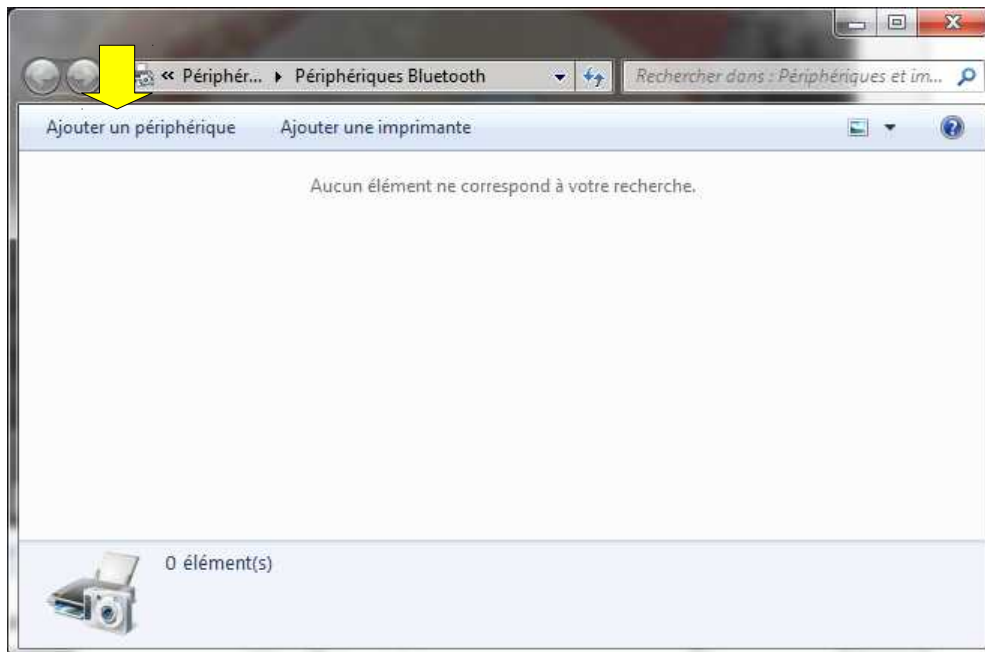 « Périphér... ▸ Périphériques Bluetooth
Rechercher dans : Périphériques et im...
Ajouter un périphérique Ajouter une imprimante
Aucun élément ne correspond à votre recherche.
0 élément(s)